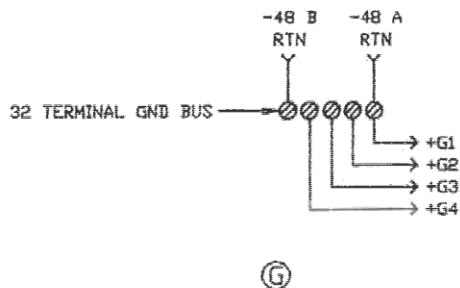 -48 B -48 A
RTN RTN
32 TERMINAL GND BUS
+G1
+G2
+G3
+G4
G